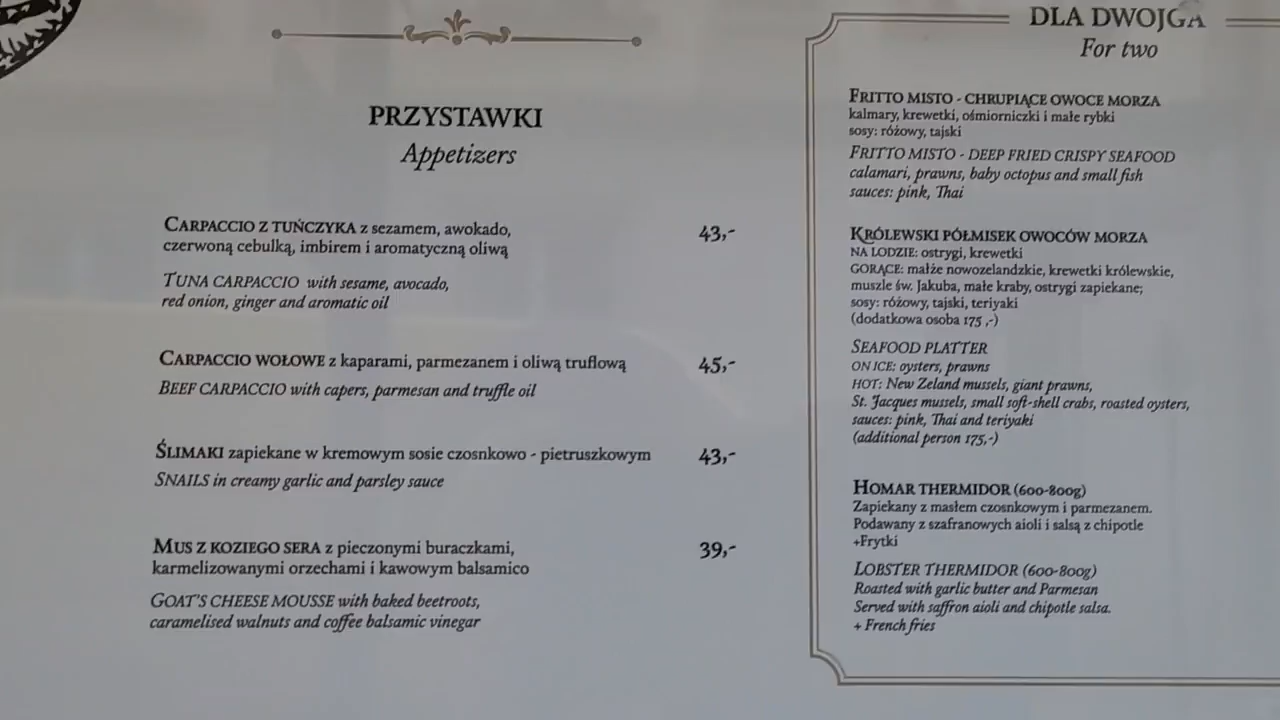 PRZYSTAWKI
Appetizers
CARPACCIO Z TUŃCZYKA z sezamem, awokado,
czerwoną cebulką, imbirem i aromatyczną oliwą
43,-
TUNA CARPACCIO with sesame, avocado,
red onion, ginger and aromatic oil
CARPACCIO WOŁOWE z kaparami, parmezanem i oliwą truflową
45,-
BEEF CARPACCIO with capers, parmesan and truffle oil
ŚLIMAKI zapiekane w kremowym sosie czosnkowo - pietruszkowym
43,-
SNAILS in creamy garlic and parsley sauce
MUS Z KOZIEGO SERA z pieczonymi buraczkami,
karmelizowanymi orzechami i kawowym balsamico
39,-
GOAT'S CHEESE MOUSSE with baked beetroots,
caramelised walnuts and coffee balsamic vinegar
DLA DWOJGA
For two
FRITTO MISTO - CHRUPIĄCE OWOCE MORZA
kalmary, krewetki, ośmiorniczki i małe rybki
sosy: różowy, tajski
FRITTO MISTO - DEEP FRIED CRISPY SEAFOOD
calamari, prawns, baby octopus and small fish
sauces: pink, Thai
KRÓLEWSKI PÓŁMISEK OWOCÓW MORZA
NA LODZIE: ostrygi, krewetki
GORĄCE: małże nowozelandzkie, krewetki królewskie,
muszle św. Jakuba, małe kraby, ostrygi zapiekane;
sosy: różowy, tajski, teriyaki
(dodatkowa osoba 175 ,-)
SEAFOOD PLATTER
ON ICE: oysters, prawns
HOT: New Zeland mussels, giant prawns,
St. Jacques mussels, small soft-shell crabs, roasted oysters,
sauces: pink, Thai and teriyaki
(additional person 175,-)
HOMAR THERMIDOR (600-800g)
Zapiekany z masłem czosnkowym i parmezanem.
Podawany z szafranowych aioli i salsą z chipotle
+Frytki
LOBSTER THERMIDOR (600-800g)
Roasted with garlic butter and Parmesan
Served with saffron aioli and chipotle salsa.
+ French fries